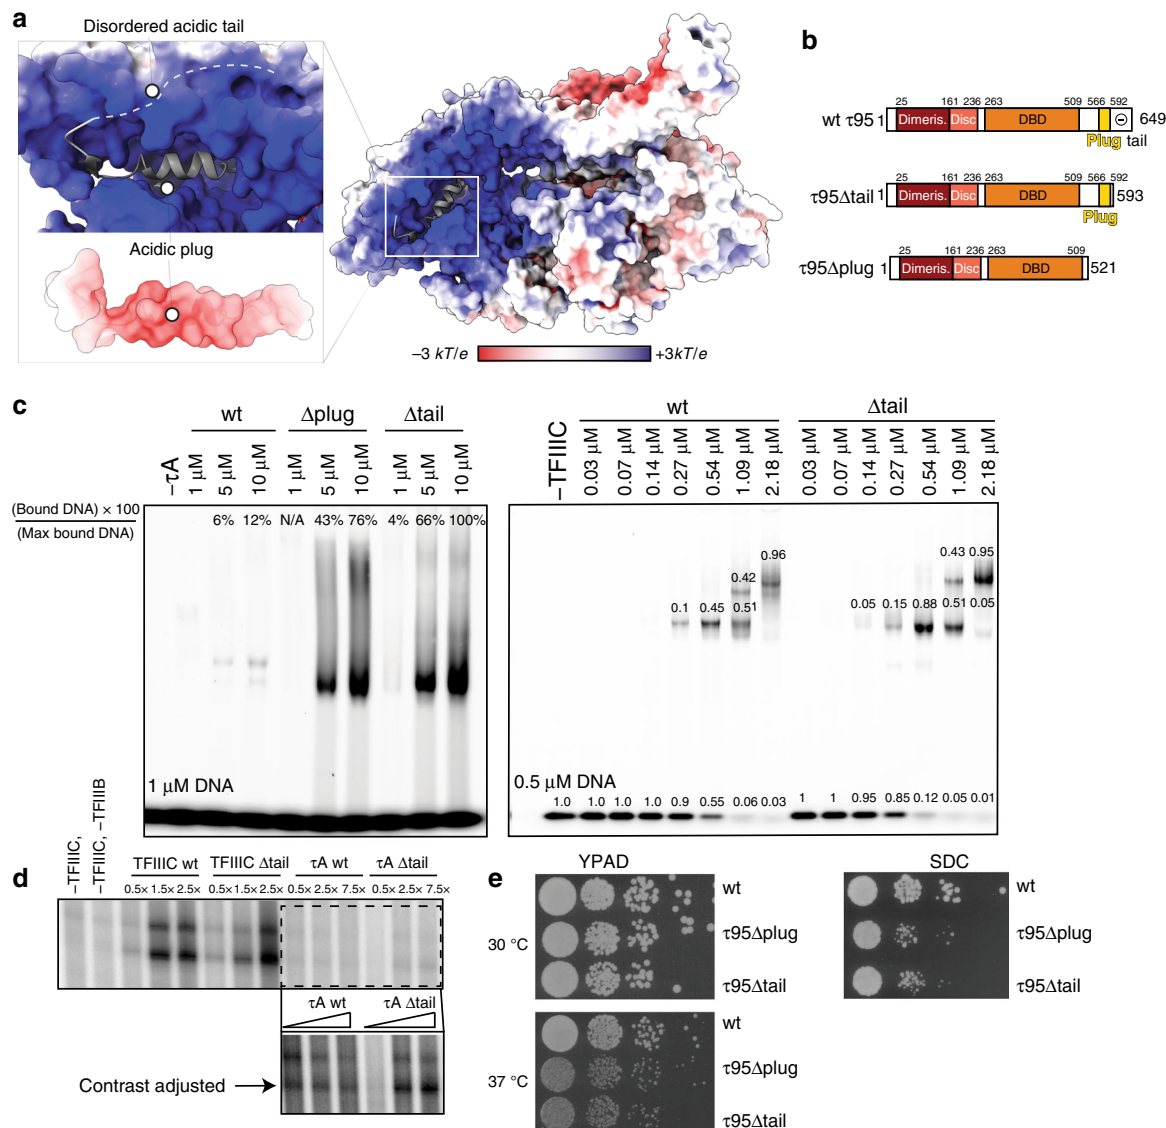 a
Disordered acidic tail
Acidic plug
–3 kT/e
+3kT/e
b
25 161 236 263 509 566 592
wt τ95 1 Dimeris. Disc DBD – 649
Plug tail
25 161 236 263 509 566 592
τ95Δtail 1 Dimeris. Disc DBD 593
Plug
25 161 236 263 509
τ95Δplug 1 Dimeris. Disc DBD 521
c
wt Δplug Δtail
–τA 1 μM 5 μM 10 μM 1 μM 5 μM 10 μM 1 μM 5 μM 10 μM
(Bound DNA) × 100
(Max bound DNA)
6% 12% N/A 43% 76% 4% 66% 100%
1 μM DNA
wt Δtail
–TFIIIC 0.03 μM 0.07 μM 0.14 μM 0.27 μM 0.54 μM 1.09 μM 2.18 μM 0.03 μM 0.07 μM 0.14 μM 0.27 μM 0.54 μM 1.09 μM 2.18 μM
0.96 0.43 0.95
0.42
0.1 0.45 0.51 0.05 0.15 0.88 0.51 0.05
0.5 μM DNA
1.0 1.0 1.0 1.0 0.9 0.55 0.06 0.03 1 1 0.95 0.85 0.12 0.05 0.01
d
–TFIIIC,
–TFIIIC, –TFIIIB
TFIIIC wt TFIIIC Δtail τA wt τA Δtail
0.5× 1.5× 2.5× 0.5× 1.5× 2.5× 0.5× 2.5× 7.5× 0.5× 2.5× 7.5×
τA wt τA Δtail
Contrast adjusted
e
YPAD
30 °C
wt
τ95Δplug
τ95Δtail
37 °C
wt
τ95Δplug
τ95Δtail
SDC
wt
τ95Δplug
τ95Δtail